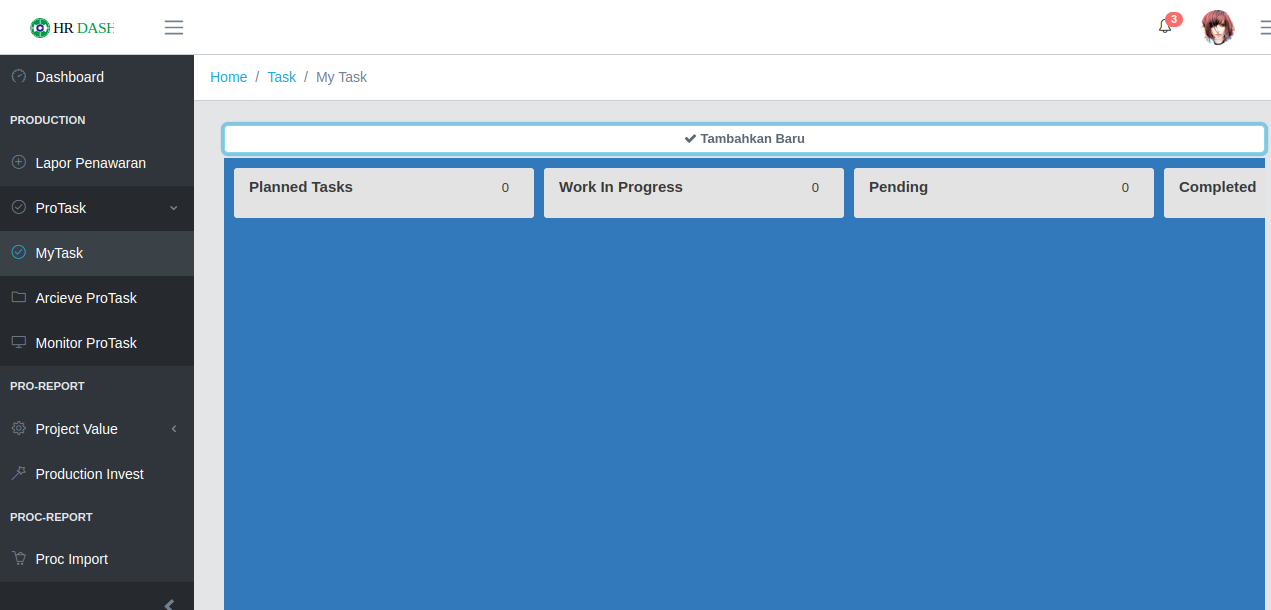 HR DASH
3
Dashboard
PRODUCTION
Lapor Penawaran
ProTask
MyTask
Arcieve ProTask
Monitor ProTask
PRO-REPORT
Project Value
Production Invest
PROC-REPORT
Proc Import
Home / Task / My Task
Tambahkan Baru
Planned Tasks 0
Work In Progress 0
Pending 0
Completed